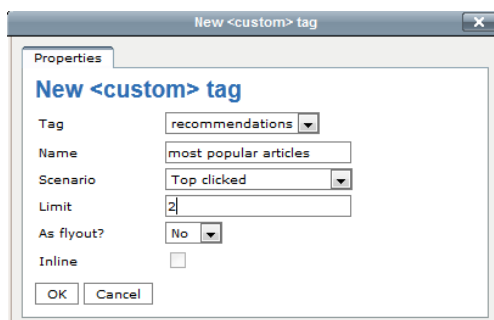 New <custom> tag
Properties
New <custom> tag
Tag recommendations
Name most popular articles
Scenario Top clicked
Limit 2
As flyout? No
Inline
OK Cancel